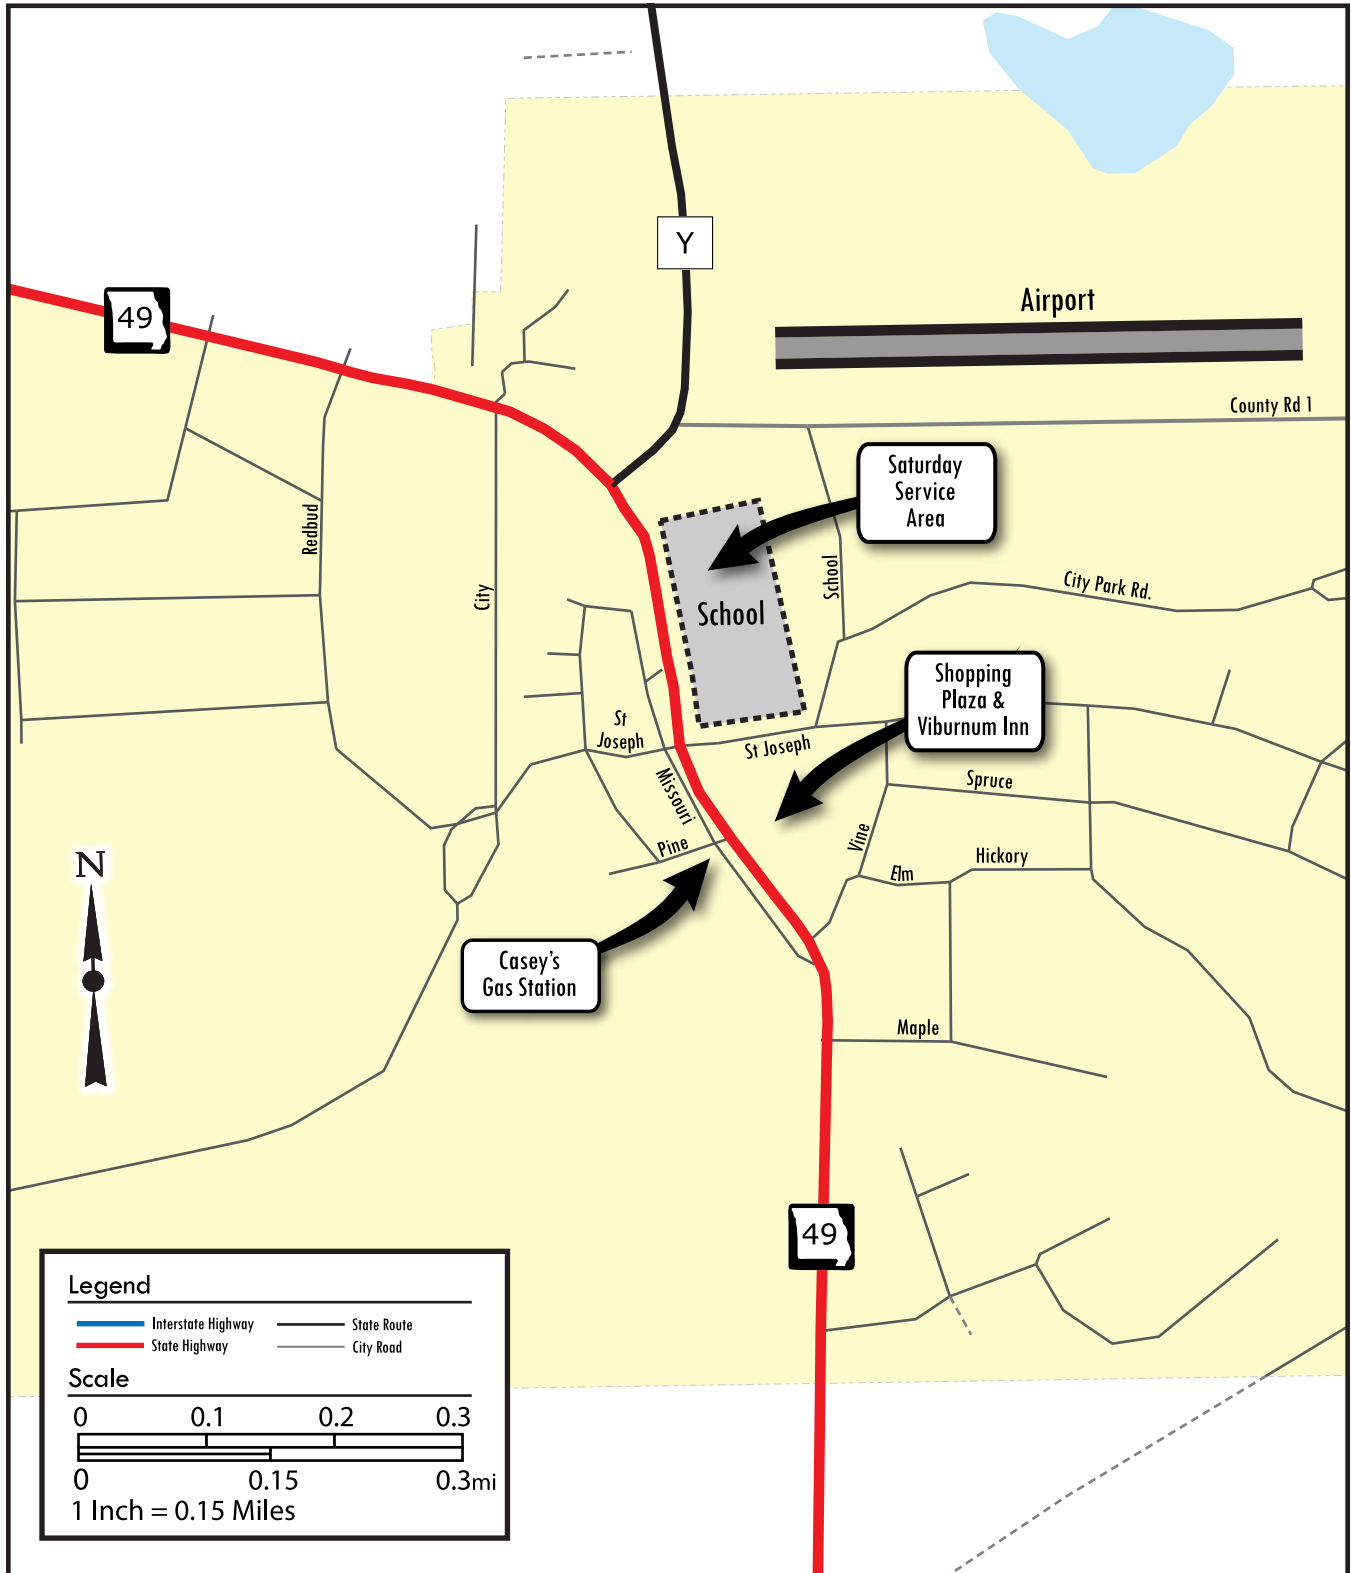 Y
Airport
49
County Rd 1
Saturday
Service
Area
Redbud
School
City
City Park Rd.
School
Shopping
Plaza &
Viburnum Inn
St
Joseph
St Joseph
Missouri
Spruce
Vine
Pine
Hickory
Elm
N
Casey's
Gas Station
Maple
49
Legend
Interstate Highway
State Route
State Highway
City Road
Scale
0 0.1 0.2 0.3
0 0.15 0.3mi
1 Inch = 0.15 Miles